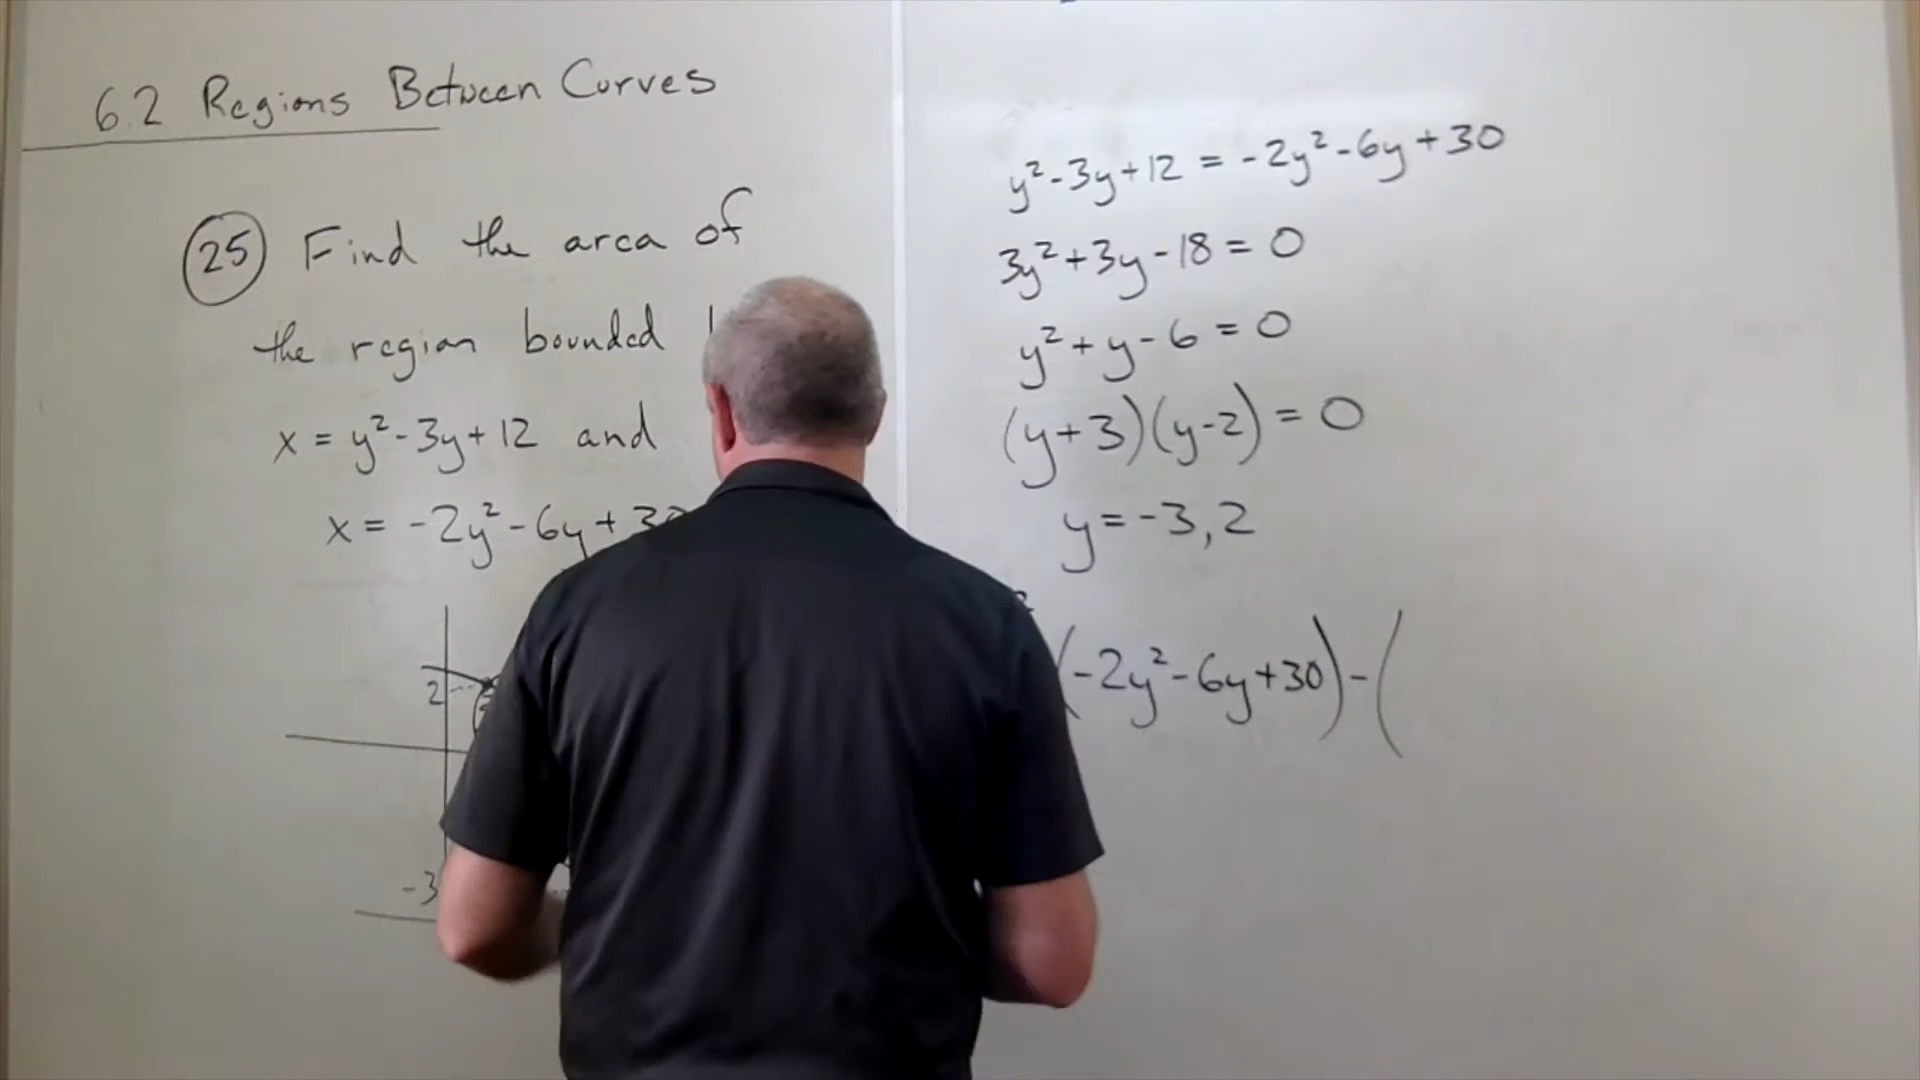 6.2 Regions Between Curves
25 Find the area of
the region bounded
x = y² - 3y + 12 and
x = -2y² - 6y + 30
2
-3
y² - 3y + 12 = -2y² - 6y + 30
3y² + 3y - 18 = 0
y² + y - 6 = 0
(y + 3)(y - 2) = 0
y = -3, 2
(-2y² - 6y + 30) - (